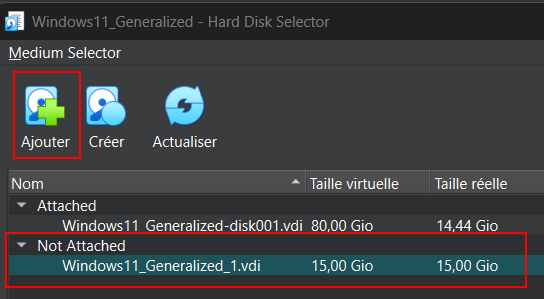 Windows11_Generalized - Hard Disk Selector
Medium Selector
Ajouter Créer Actualiser
Nom Taille virtuelle Taille réelle
Attached
Windows11_Generalized-disk001.vdi 80,00 Gio 14,44 Gio
Not Attached
Windows11_Generalized_1.vdi 15,00 Gio 15,00 Gio